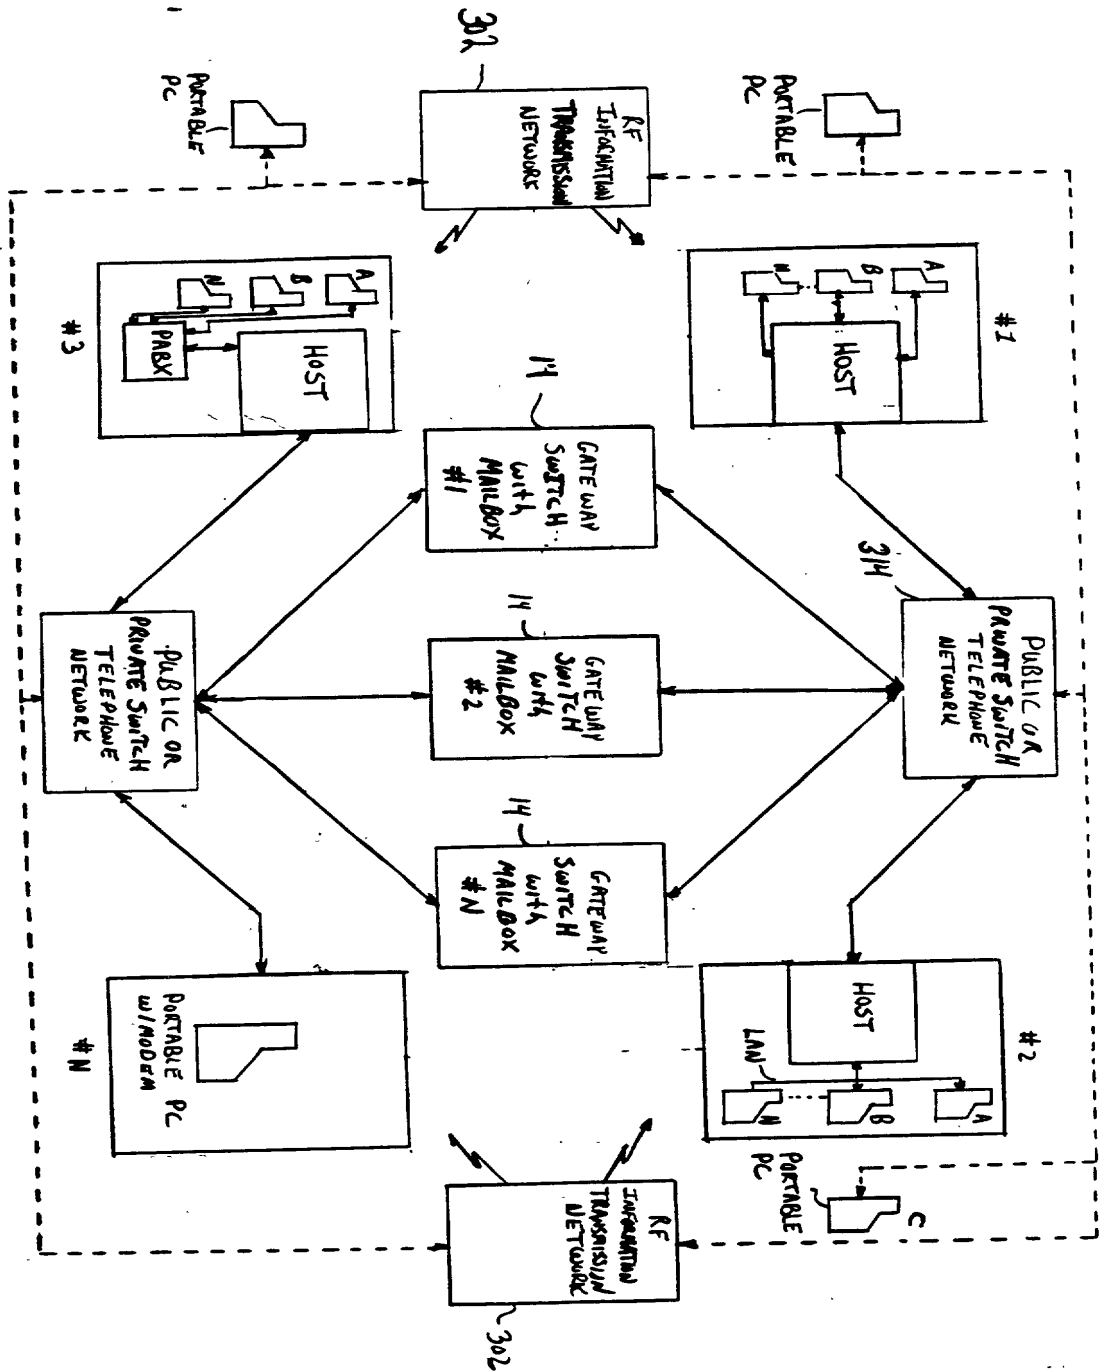 #1
#2
A
B
N
HOST
PORTABLE
PC
314
PUBLIC OR
PRIVATE SWITCH
TELEPHONE
NETWORK
HOST
LAN
A
B
N
C
PORTABLE
PC
302
RF
INFORMATION
TRANSMISSION
NETWORK
14
GATEWAY
SWITCH
with
MAILBOX
#1
14
GATEWAY
SWITCH
with
MAILBOX
#2
14
GATEWAY
SWITCH
with
MAILBOX
#N
RF
INFORMATION
TRANSMISSION
NETWORK
302
PORTABLE
PC
A
B
N
HOST
PABX
#3
PUBLIC OR
PRIVATE SWITCH
TELEPHONE
NETWORK
PORTABLE PC
W/MODEM
#N